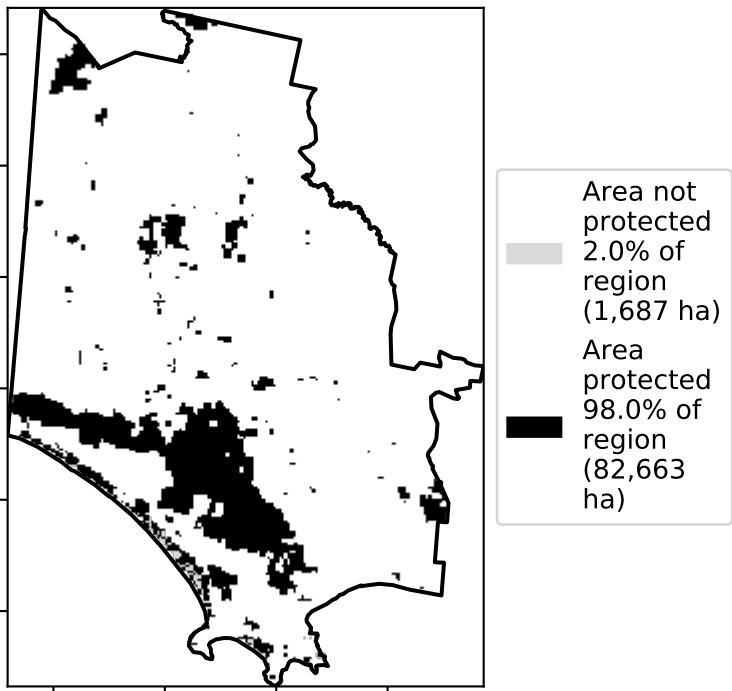 Area not
protected
2.0% of
region
(1,687 ha)
Area
protected
98.0% of
region
(82,663
ha)